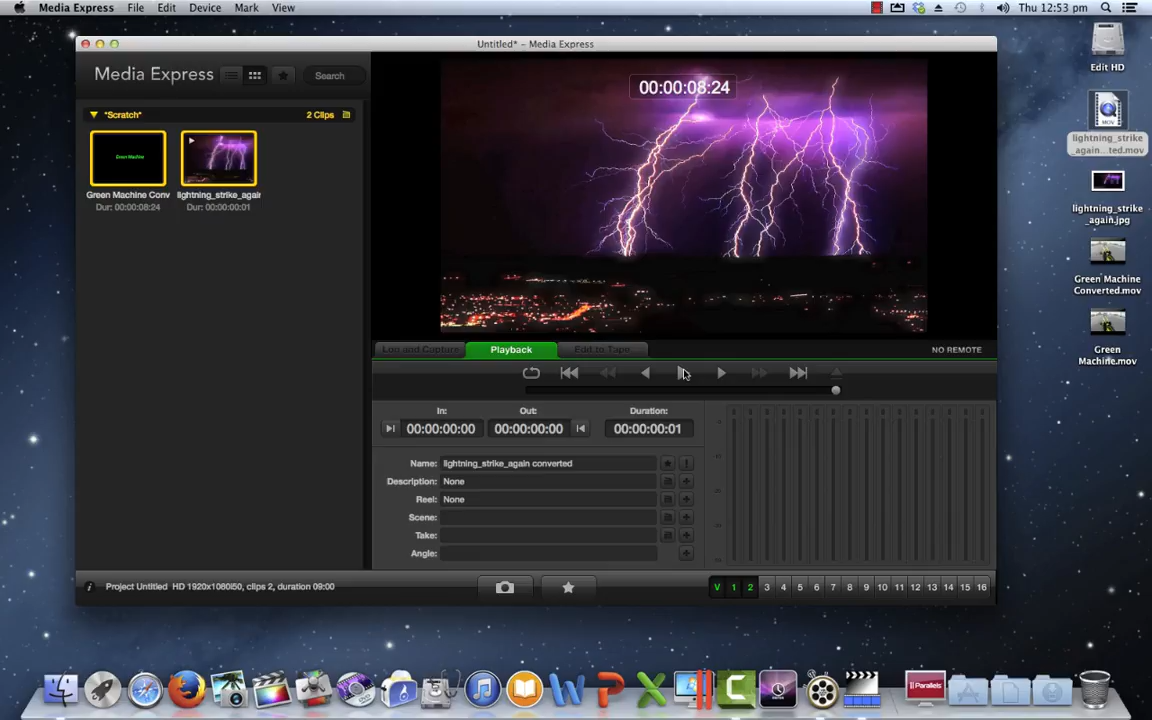 Media Express File Edit Device Mark View Thu 12:53 pm
Untitled* – Media Express
Media Express
Search
*Scratch* 2 Clips
Green Machine
Green Machine Conv
Dur: 00:00:08:24
lightning_strike_agair
Dur: 00:00:00:01
00:00:08:24
Log and Capture Playback Edit to Tape NO REMOTE
In: Out: Duration:
00:00:00:00 00:00:00:00 00:00:00:01
Name: lightning_strike_again converted
Description: None
Reel: None
Scene:
Take:
Angle:
Project Untitled HD 1920x1080i50, clips 2, duration 09:00
V 1 2 3 4 5 6 7 8 9 10 11 12 13 14 15 16
Edit HD
MOV
lightning_strike
again...ted.mov
lightning_strike
_again.jpg
Green Machine
Converted.mov
Green
Machine.mov
Parallels